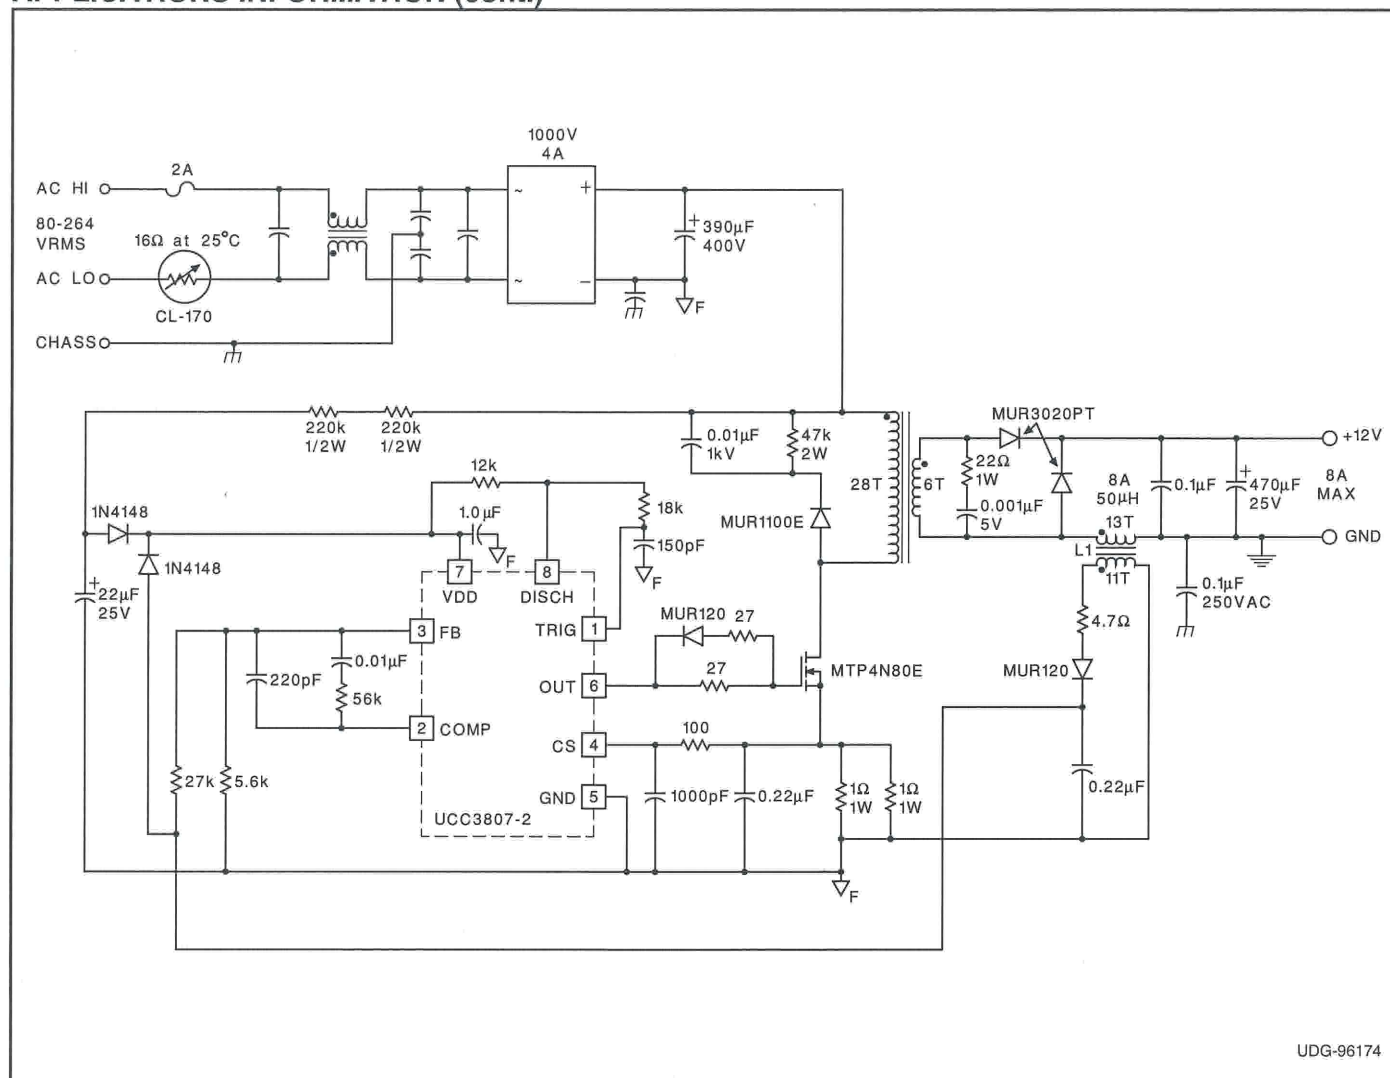 1000V
4A
2A
AC HI
~
+
80-264
VRMS
16Ω at 25°C
+
390µF
400V
AC LO
~
−
F
CL-170
CHASS
220k
1/2W
220k
1/2W
0.01µF
1kV
47k
2W
MUR3020PT
+12V
12k
28T
6T
22Ω
1W
8A
50µH
0.1µF
+
470µF
25V
8A
MAX
1N4148
1.0µF
18k
MUR1100E
0.001µF
5V
13T
GND
1N4148
F
150pF
L1
7
8
F
11T
+
22µF
25V
VDD
DISCH
0.1µF
250VAC
MUR120
27
3
FB
TRIG
1
4.7Ω
0.01µF
27
MTP4N80E
MUR120
220pF
OUT
6
56k
2
COMP
100
CS
4
27k
5.6k
GND
5
1000pF
0.22µF
1Ω
1W
1Ω
1W
0.22µF
UCC3807-2
F
UDG-96174